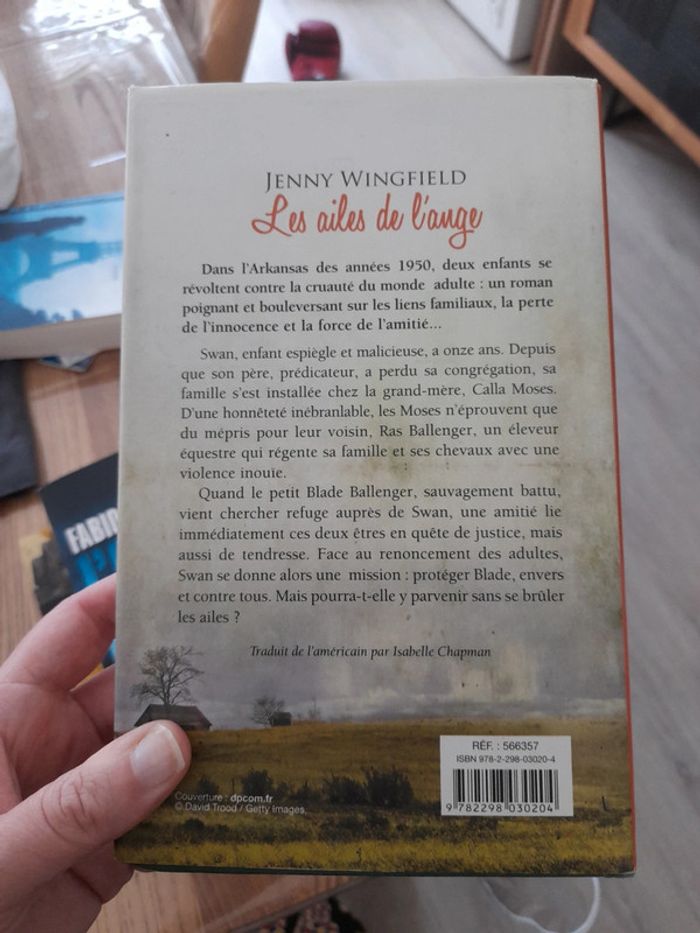 JENNY WINGFIELD
Les ailes de l'ange
Dans l'Arkansas des années 1950, deux enfants se
révoltent contre la cruauté du monde adulte : un roman
poignant et bouleversant sur les liens familiaux, la perte
de l'innocence et la force de l'amitié...
Swan, enfant espiègle et malicieuse, a onze ans. Depuis
que son père, prédicateur, a perdu sa congrégation, sa
famille s'est installée chez la grand-mère, Calla Moses.
D'une honnêteté inébranlable, les Moses n'éprouvent que
du mépris pour leur voisin, Ras Ballenger, un éleveur
équestre qui régente sa famille et ses chevaux avec une
violence inouïe.
Quand le petit Blade Ballenger, sauvagement battu,
vient chercher refuge auprès de Swan, une amitié lie
immédiatement ces deux êtres en quête de justice, mais
aussi de tendresse. Face au renoncement des adultes,
Swan se donne alors une mission : protéger Blade, envers
et contre tous. Mais pourra-t-elle y parvenir sans se brûler
les ailes ?
Traduit de l'américain par Isabelle Chapman
RÉF. : 566357
ISBN 978-2-298-03020-4
9 782298 030204
Couverture : dpcom.fr
© David Trood / Getty Images,
FABIO